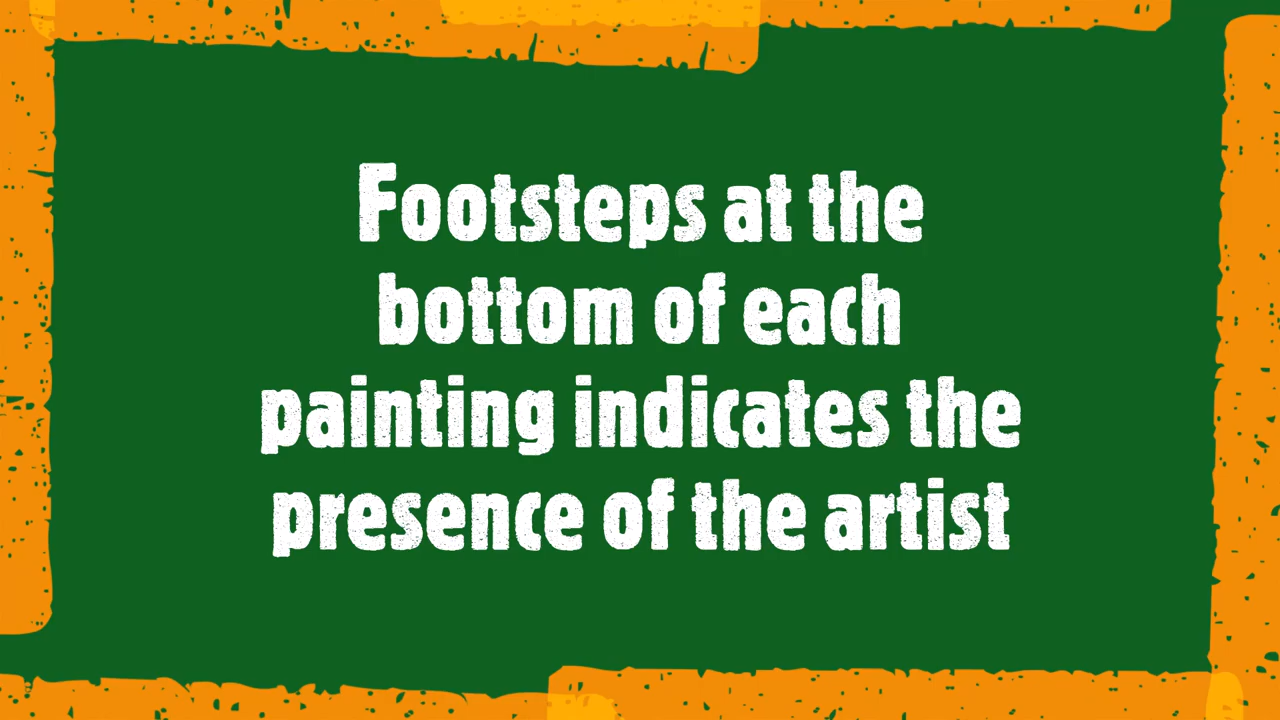 Footsteps at the
bottom of each
painting indicates the
presence of the artist